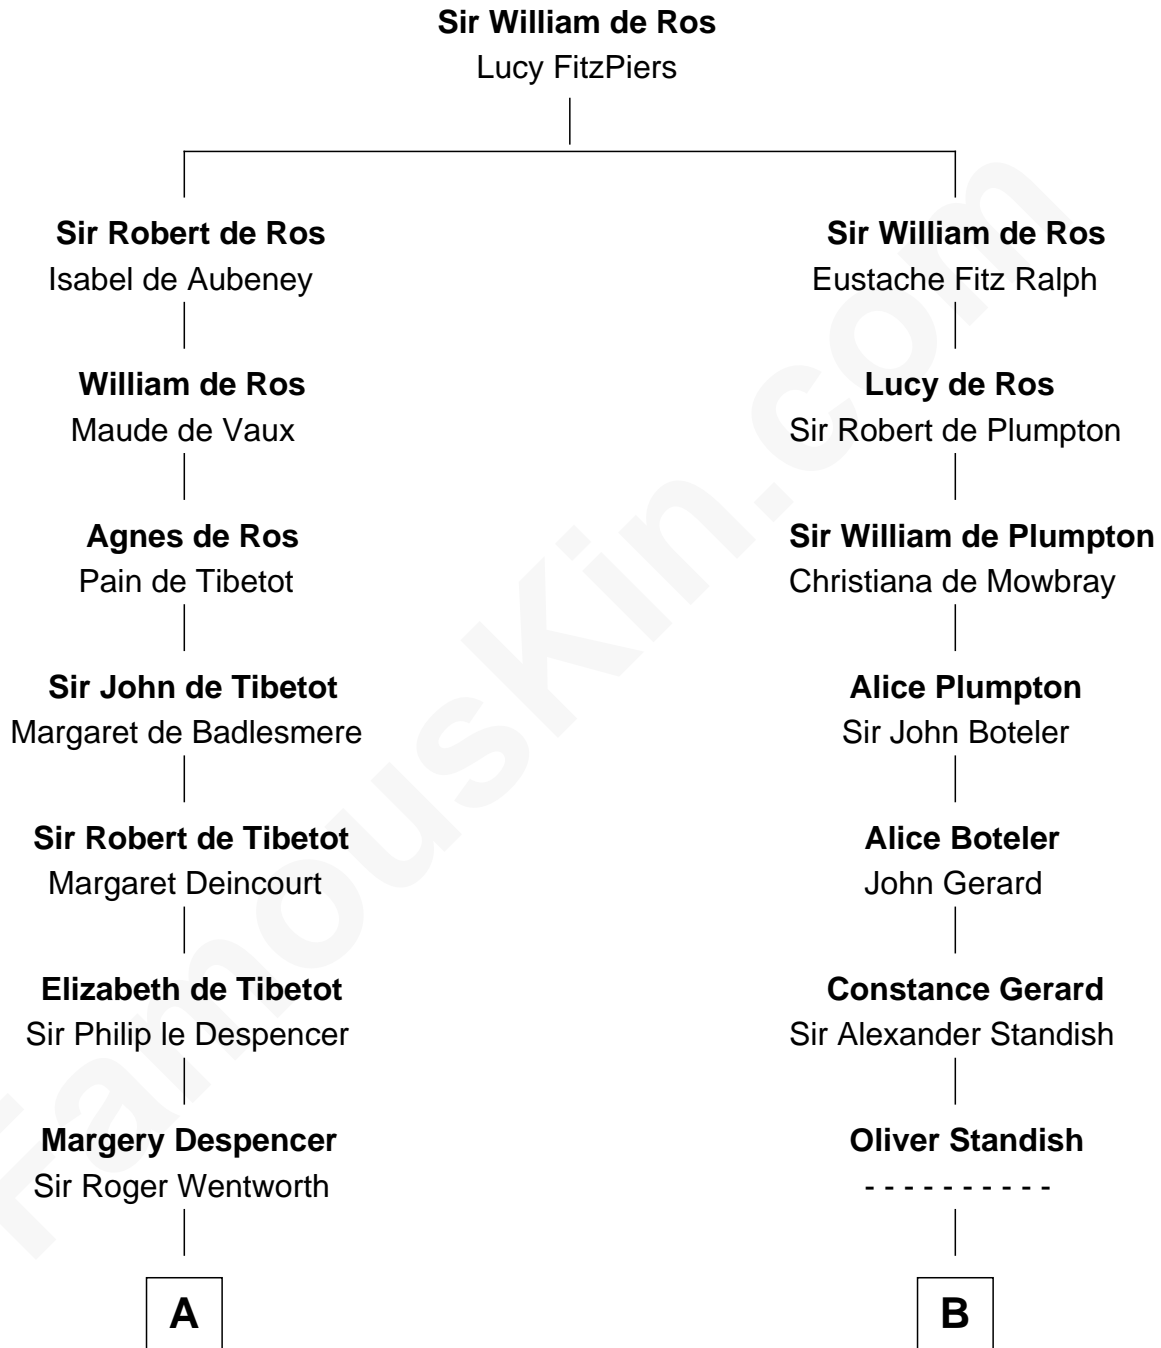 Sir William de Ros
Lucy FitzPiers
Sir Robert de Ros
Isabel de Aubeney
Sir William de Ros
Eustache Fitz Ralph
William de Ros
Maude de Vaux
Lucy de Ros
Sir Robert de Plumpton
Agnes de Ros
Pain de Tibetot
Sir William de Plumpton
Christiana de Mowbray
Sir John de Tibetot
Margaret de Badlesmere
Alice Plumpton
Sir John Boteler
Sir Robert de Tibetot
Margaret Deincourt
Alice Boteler
John Gerard
Elizabeth de Tibetot
Sir Philip le Despencer
Constance Gerard
Sir Alexander Standish
Margery Despencer
Sir Roger Wentworth
Oliver Standish
- - - - - - - - - -
A
B
FamousKin.com